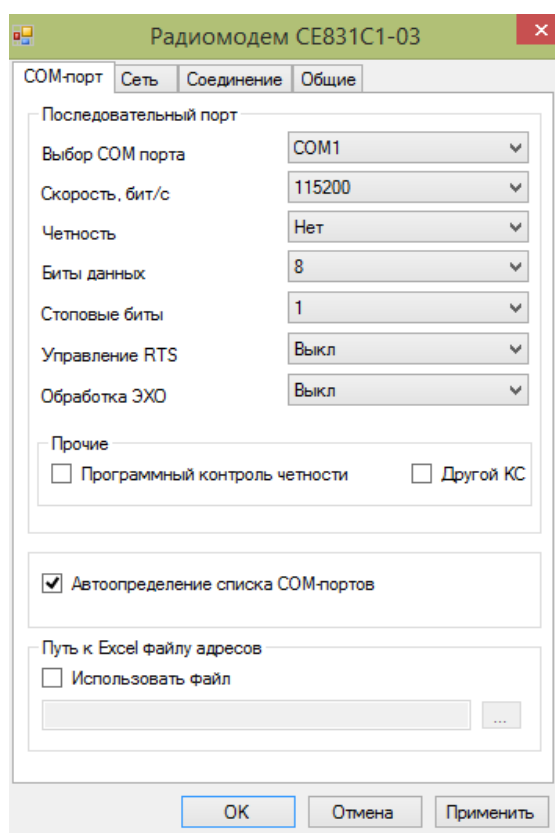 Радиомодем CE831C1-03
COM-порт Сеть Соединение Общие
Последовательный порт
Выбор COM порта COM1
Скорость, бит/с 115200
Четность Нет
Биты данных 8
Стоповые биты 1
Управление RTS Выкл
Обработка ЭХО Выкл
Прочие
Программный контроль четности Другой КС
Автоопределение списка COM-портов
Путь к Excel файлу адресов
Использовать файл
...
OK Отмена Применить